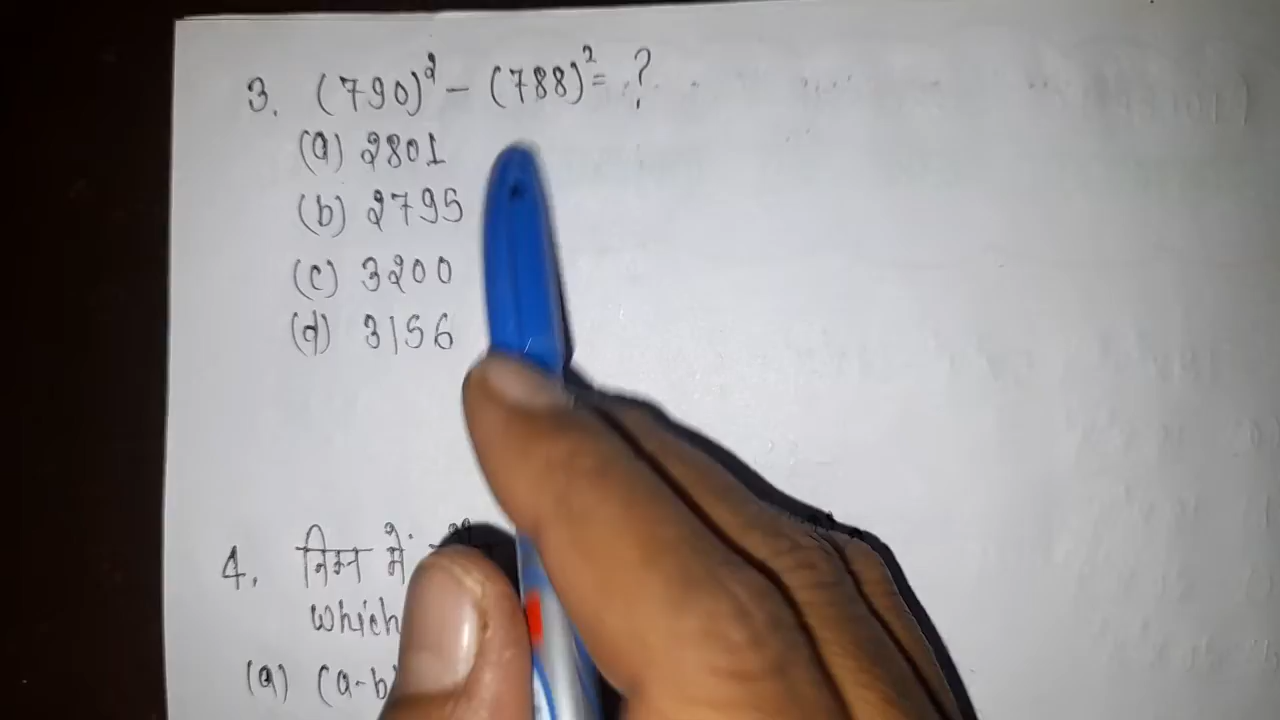 3. (790)² - (788)² = ?
(a) 2801
(b) 2795
(c) 3200
(d) 3156
4. निम्न में
which
(a) (a-b